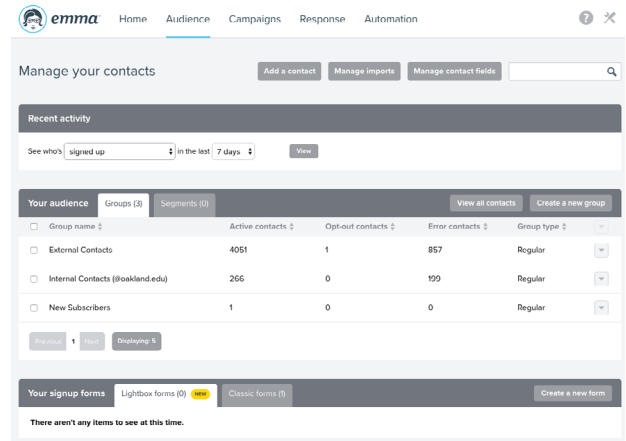 emma Home Audience Campaigns Response Automation ?
Manage your contacts Add a contact Manage imports Manage contact fields
Recent activity
See who's signed up in the last 7 days View
Your audience Groups (3) Segments (0) View all contacts Create a new group
Group name Active contacts Opt-out contacts Error contacts Group type
External Contacts 4051 1 857 Regular
Internal Contacts (@oakland.edu) 266 0 199 Regular
New Subscribers 1 0 0 Regular
Previous 1 Next Displaying: 5
Your signup forms Lightbox forms (0) NEW Classic forms (1) Create a new form
There aren't any items to see at this time.